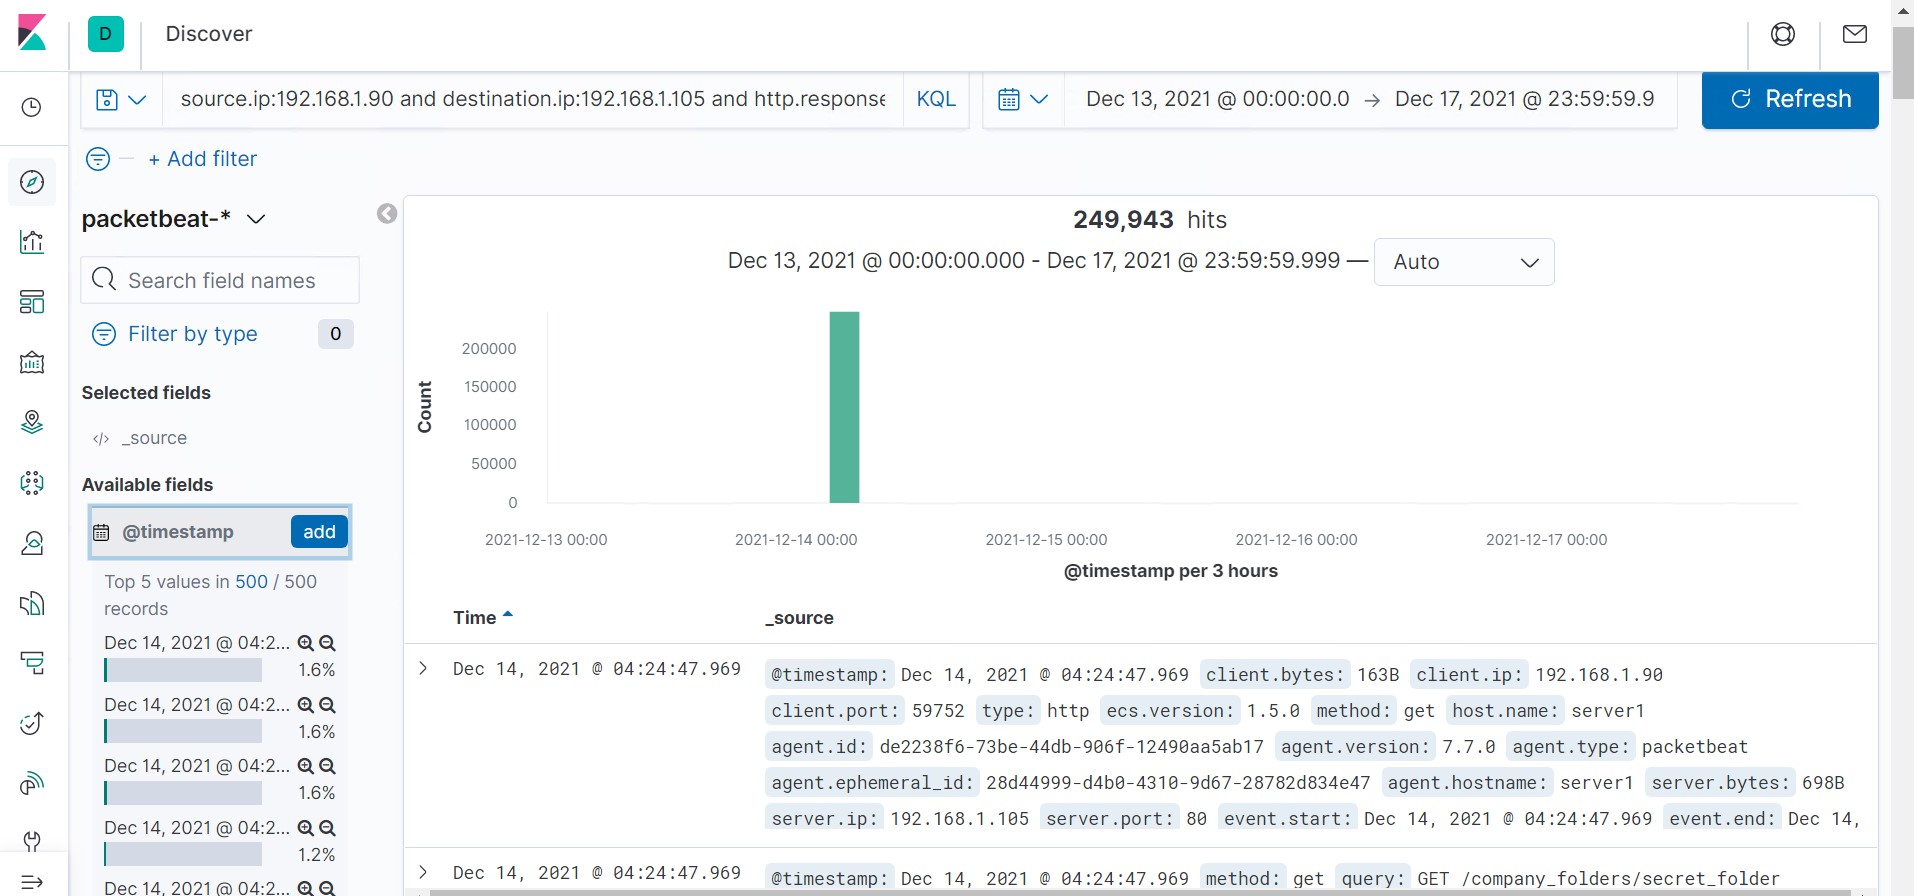 D
Discover
source.ip:192.168.1.90 and destination.ip:192.168.1.105 and http.response
KQL
Dec 13, 2021 @ 00:00:00.0 → Dec 17, 2021 @ 23:59:59.9
Refresh
+ Add filter
packetbeat-*
Search field names
Filter by type 0
Selected fields
_source
Available fields
@timestamp add
Top 5 values in 500 / 500
records
Dec 14, 2021 @ 04:2...
1.6%
Dec 14, 2021 @ 04:2...
1.6%
Dec 14, 2021 @ 04:2...
1.6%
Dec 14, 2021 @ 04:2...
1.2%
Dec 14, 2021 @ 04:2...
249,943 hits
Dec 13, 2021 @ 00:00:00.000 - Dec 17, 2021 @ 23:59:59.999 — Auto
Count
200000
150000
100000
50000
0
2021-12-13 00:00 2021-12-14 00:00 2021-12-15 00:00 2021-12-16 00:00 2021-12-17 00:00
@timestamp per 3 hours
Time _source
Dec 14, 2021 @ 04:24:47.969 @timestamp: Dec 14, 2021 @ 04:24:47.969 client.bytes: 163B client.ip: 192.168.1.90
client.port: 59752 type: http ecs.version: 1.5.0 method: get host.name: server1
agent.id: de2238f6-73be-44db-906f-12490aa5ab17 agent.version: 7.7.0 agent.type: packetbeat
agent.ephemeral_id: 28d44999-d4b0-4310-9d67-28782d834e47 agent.hostname: server1 server.bytes: 698B
server.ip: 192.168.1.105 server.port: 80 event.start: Dec 14, 2021 @ 04:24:47.969 event.end: Dec 14,
Dec 14, 2021 @ 04:24:47.969 @timestamp: Dec 14, 2021 @ 04:24:47.969 method: get query: GET /company_folders/secret_folder